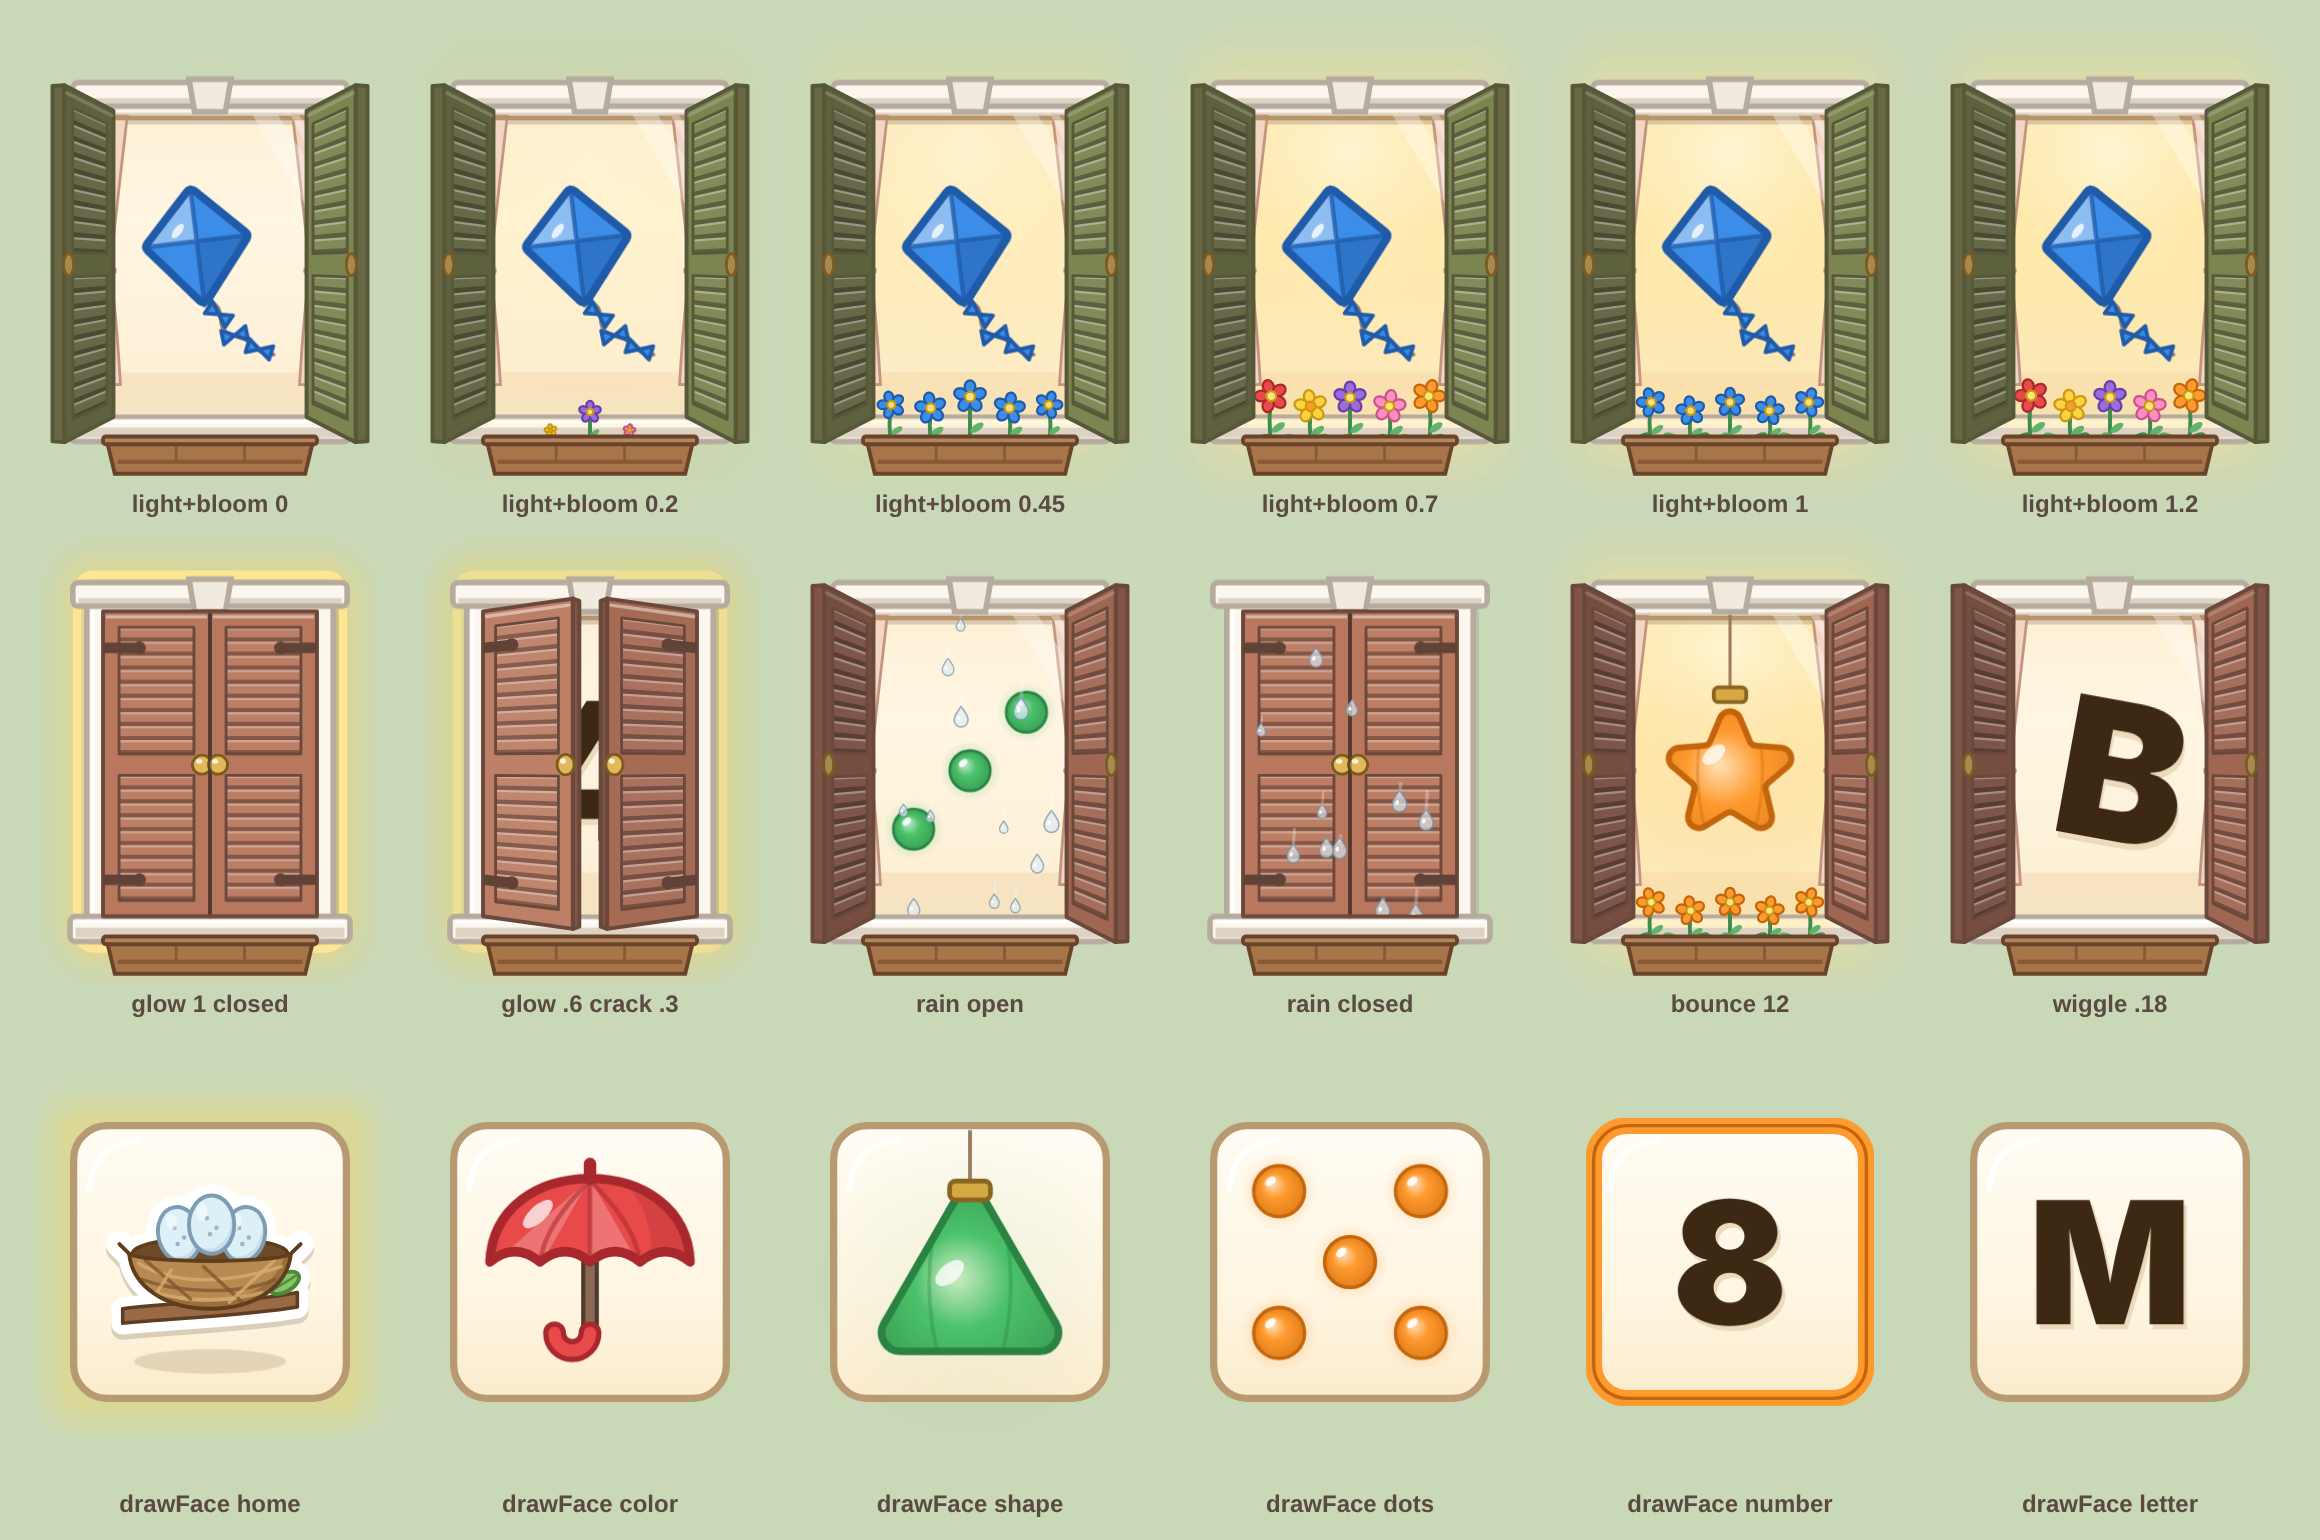 light+bloom 0
light+bloom 0.2
light+bloom 0.45
light+bloom 0.7
light+bloom 1
light+bloom 1.2
B
glow 1 closed
glow .6 crack .3
rain open
rain closed
bounce 12
wiggle .18
8
M
drawFace home
drawFace color
drawFace shape
drawFace dots
drawFace number
drawFace letter